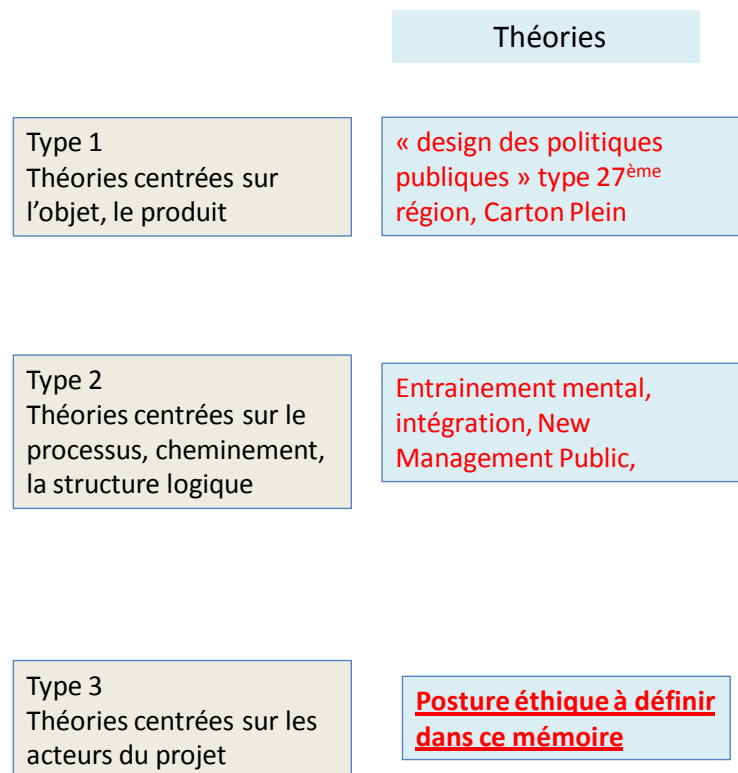 Théories
Type 1
Théories centrées sur
l'objet, le produit
« design des politiques
publiques » type 27ème
région, Carton Plein
Type 2
Théories centrées sur le
processus, cheminement,
la structure logique
Entrainement mental,
intégration, New
Management Public,
Type 3
Théories centrées sur les
acteurs du projet
Posture éthique à définir
dans ce mémoire